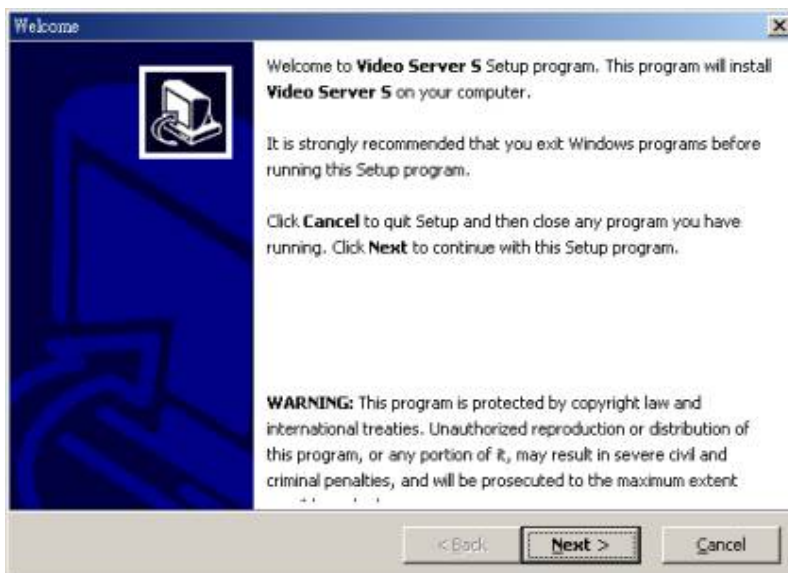 Welcome
Welcome to Video Server S Setup program. This program will install
Video Server S on your computer.
It is strongly recommended that you exit Windows programs before
running this Setup program.
Click Cancel to quit Setup and then close any program you have
running. Click Next to continue with this Setup program.
WARNING: This program is protected by copyright law and
international treaties. Unauthorized reproduction or distribution of
this program, or any portion of it, may result in severe civil and
criminal penalties, and will be prosecuted to the maximum extent
< Back Next > Cancel